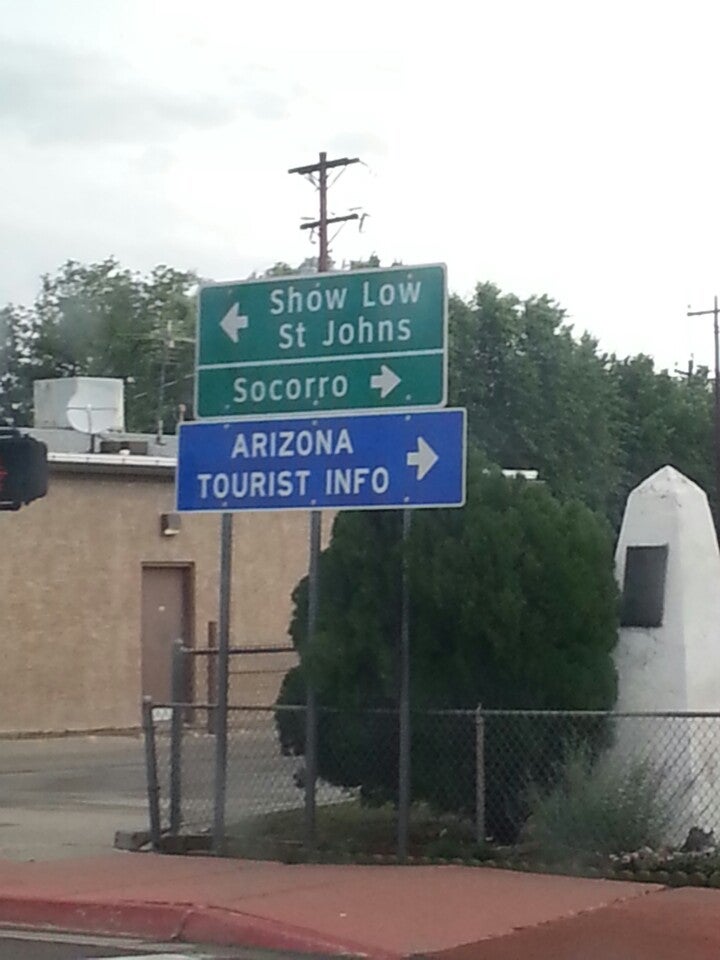 Show Low
St Johns
Socorro
ARIZONA
TOURIST INFO